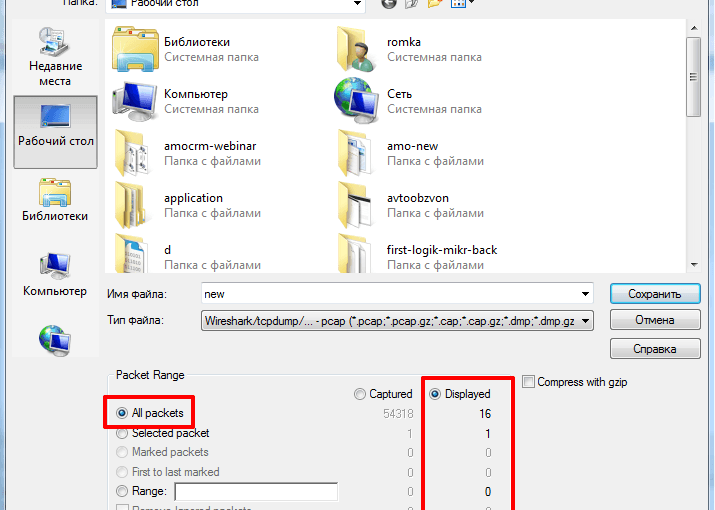 Папка:
Рабочий стол
Недавние
места
Рабочий стол
Библиотеки
Компьютер
Библиотеки
Системная папка
romka
Системная папка
Компьютер
Системная папка
Сеть
Системная папка
amocrm-webinar
Папка с файлами
amo-new
Папка с файлами
application
Папка с файлами
avtoobzvon
Папка с файлами
d
Папка с файлами
first-logik-mikr-back
Папка с файлами
Имя файла:
new
Сохранить
Тип файла:
Wireshark/tcpdump/... - pcap (*.pcap;*.pcap.gz;*.cap;*.cap.gz;*.dmp;*.dmp.gz
Отмена
Справка
Packet Range
Captured
Displayed
Compress with gzip
All packets
54318
16
Selected packet
1
1
Marked packets
0
0
First to last marked
0
0
Range:
0
0
Remove Ignored packets
0
0